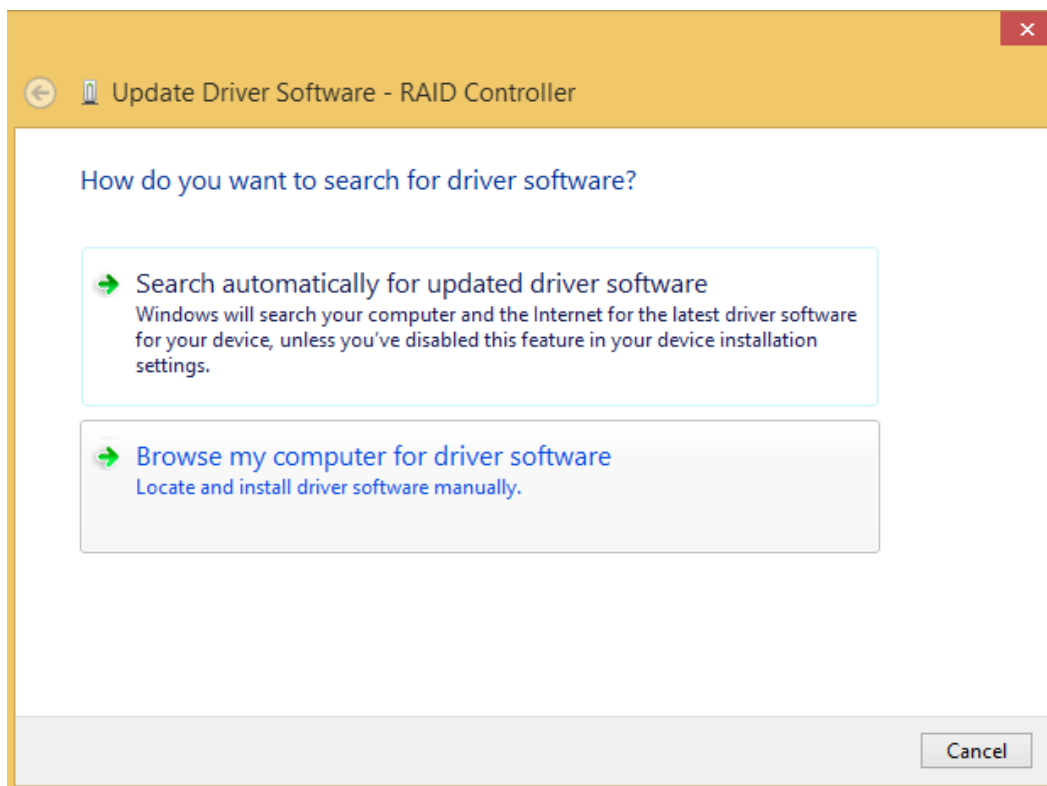 Update Driver Software - RAID Controller
How do you want to search for driver software?
Search automatically for updated driver software
Windows will search your computer and the Internet for the latest driver software
for your device, unless you've disabled this feature in your device installation
settings.
Browse my computer for driver software
Locate and install driver software manually.
Cancel